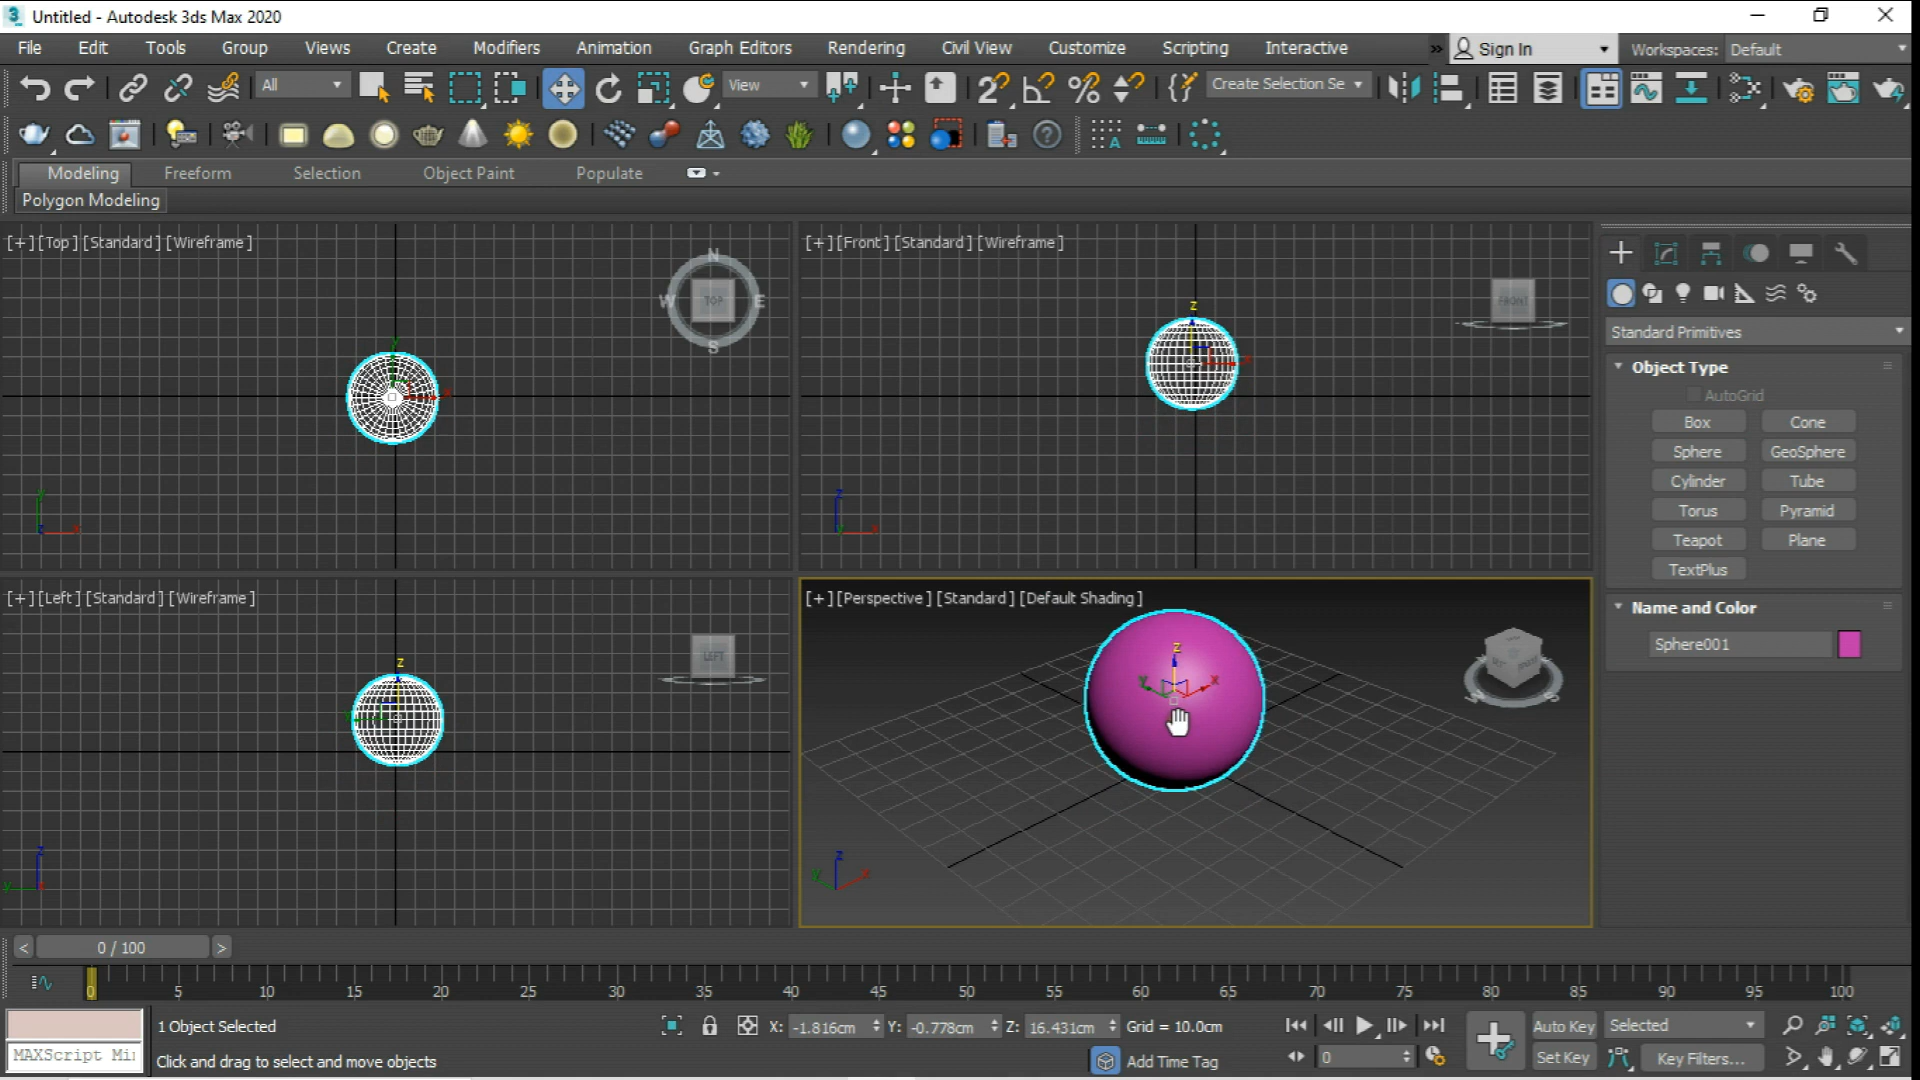 3 Untitled - Autodesk 3ds Max 2020
File Edit Tools Group Views Create Modifiers Animation Graph Editors Rendering Civil View Customize Scripting Interactive » Sign In Workspaces: Default
All View Create Selection Se
Modeling Freeform Selection Object Paint Populate
Polygon Modeling
[+] [Top] [Standard] [Wireframe]
N
W TOP E
S
y
x
y
z x
[+] [Front] [Standard] [Wireframe]
FRONT
z
x
z
y x
[+] [Left] [Standard] [Wireframe]
LEFT
z
y
z
y x
[+] [Perspective] [Standard] [Default Shading]
z
y x
W S
z
y x
Standard Primitives
Object Type
AutoGrid
Box Cone
Sphere GeoSphere
Cylinder Tube
Torus Pyramid
Teapot Plane
TextPlus
Name and Color
Sphere001
< 0 / 100 >
0 5 10 15 20 25 30 35 40 45 50 55 60 65 70 75 80 85 90 95 100
1 Object Selected X: -1.816cm Y: -0.778cm Z: 16.431cm Grid = 10.0cm Auto Key Selected
MAXScript Mi Click and drag to select and move objects Add Time Tag 0 Set Key Key Filters...